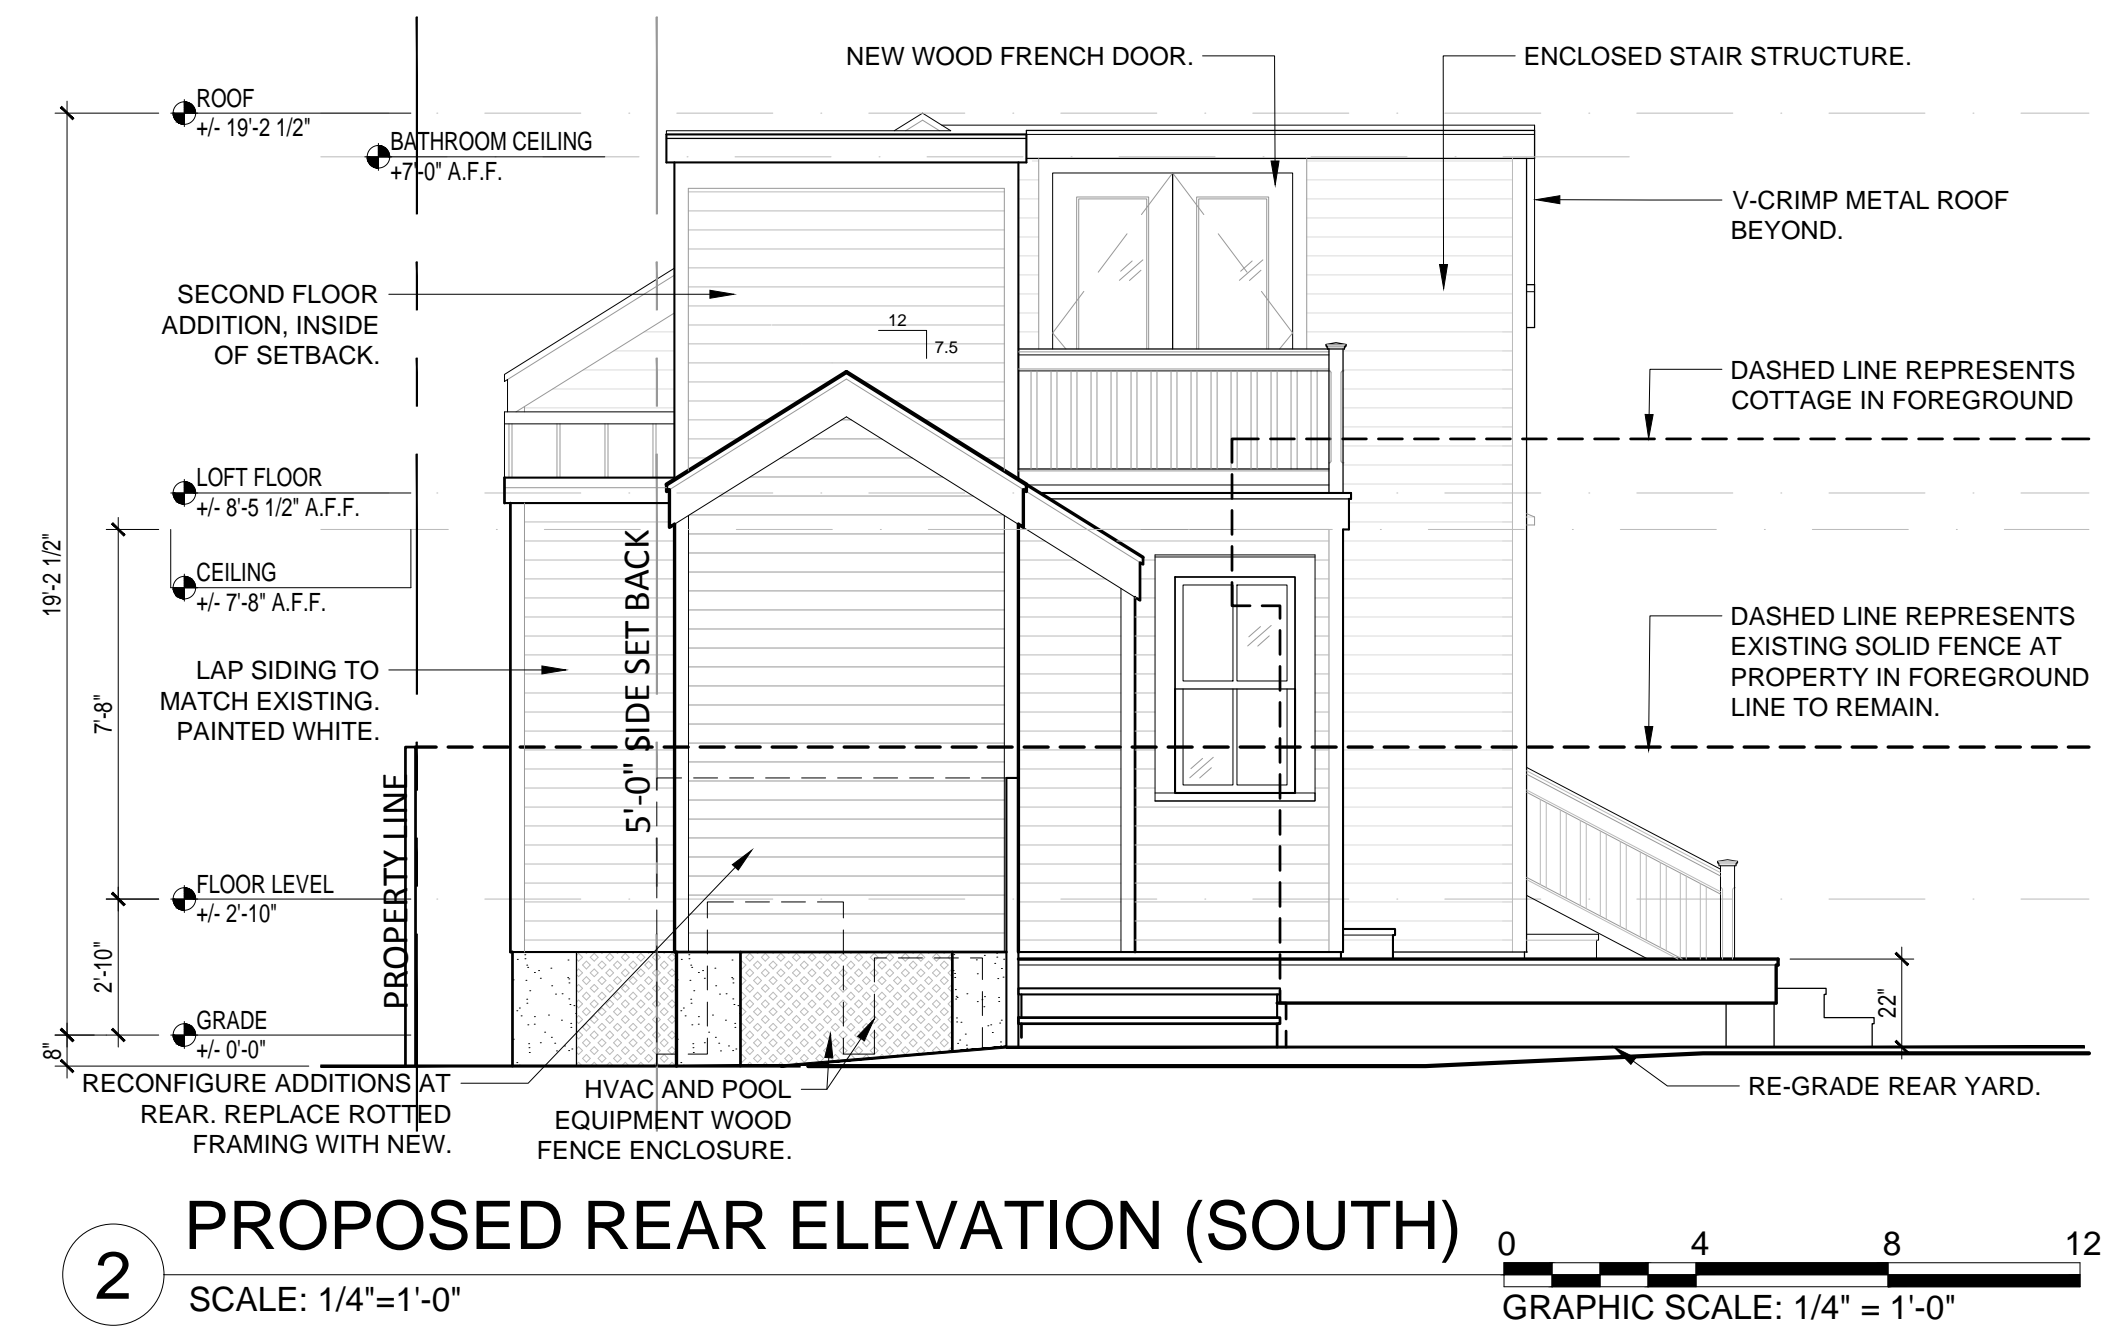 NEW WOOD FRENCH DOOR.
ENCLOSED STAIR STRUCTURE.
ROOF
+/- 19'-2 1/2"
BATHROOM CEILING
+7'-0" A.F.F.
V-CRIMP METAL ROOF
BEYOND.
SECOND FLOOR
ADDITION, INSIDE
OF SETBACK.
12
7.5
DASHED LINE REPRESENTS
COTTAGE IN FOREGROUND
LOFT FLOOR
+/- 8'-5 1/2" A.F.F.
CEILING
+/- 7'-8" A.F.F.
19'-2 1/2"
7'-8"
2'-10"
8"
LAP SIDING TO
MATCH EXISTING.
PAINTED WHITE.
5'-0" SIDE SET BACK
PROPERTY LINE
DASHED LINE REPRESENTS
EXISTING SOLID FENCE AT
PROPERTY IN FOREGROUND
LINE TO REMAIN.
FLOOR LEVEL
+/- 2'-10"
GRADE
+/- 0'-0"
22"
RECONFIGURE ADDITIONS AT
REAR. REPLACE ROTTED
FRAMING WITH NEW.
HVAC AND POOL
EQUIPMENT WOOD
FENCE ENCLOSURE.
RE-GRADE REAR YARD.
2
PROPOSED REAR ELEVATION (SOUTH)
SCALE: 1/4"=1'-0"
0 4 8 12
GRAPHIC SCALE: 1/4" = 1'-0"